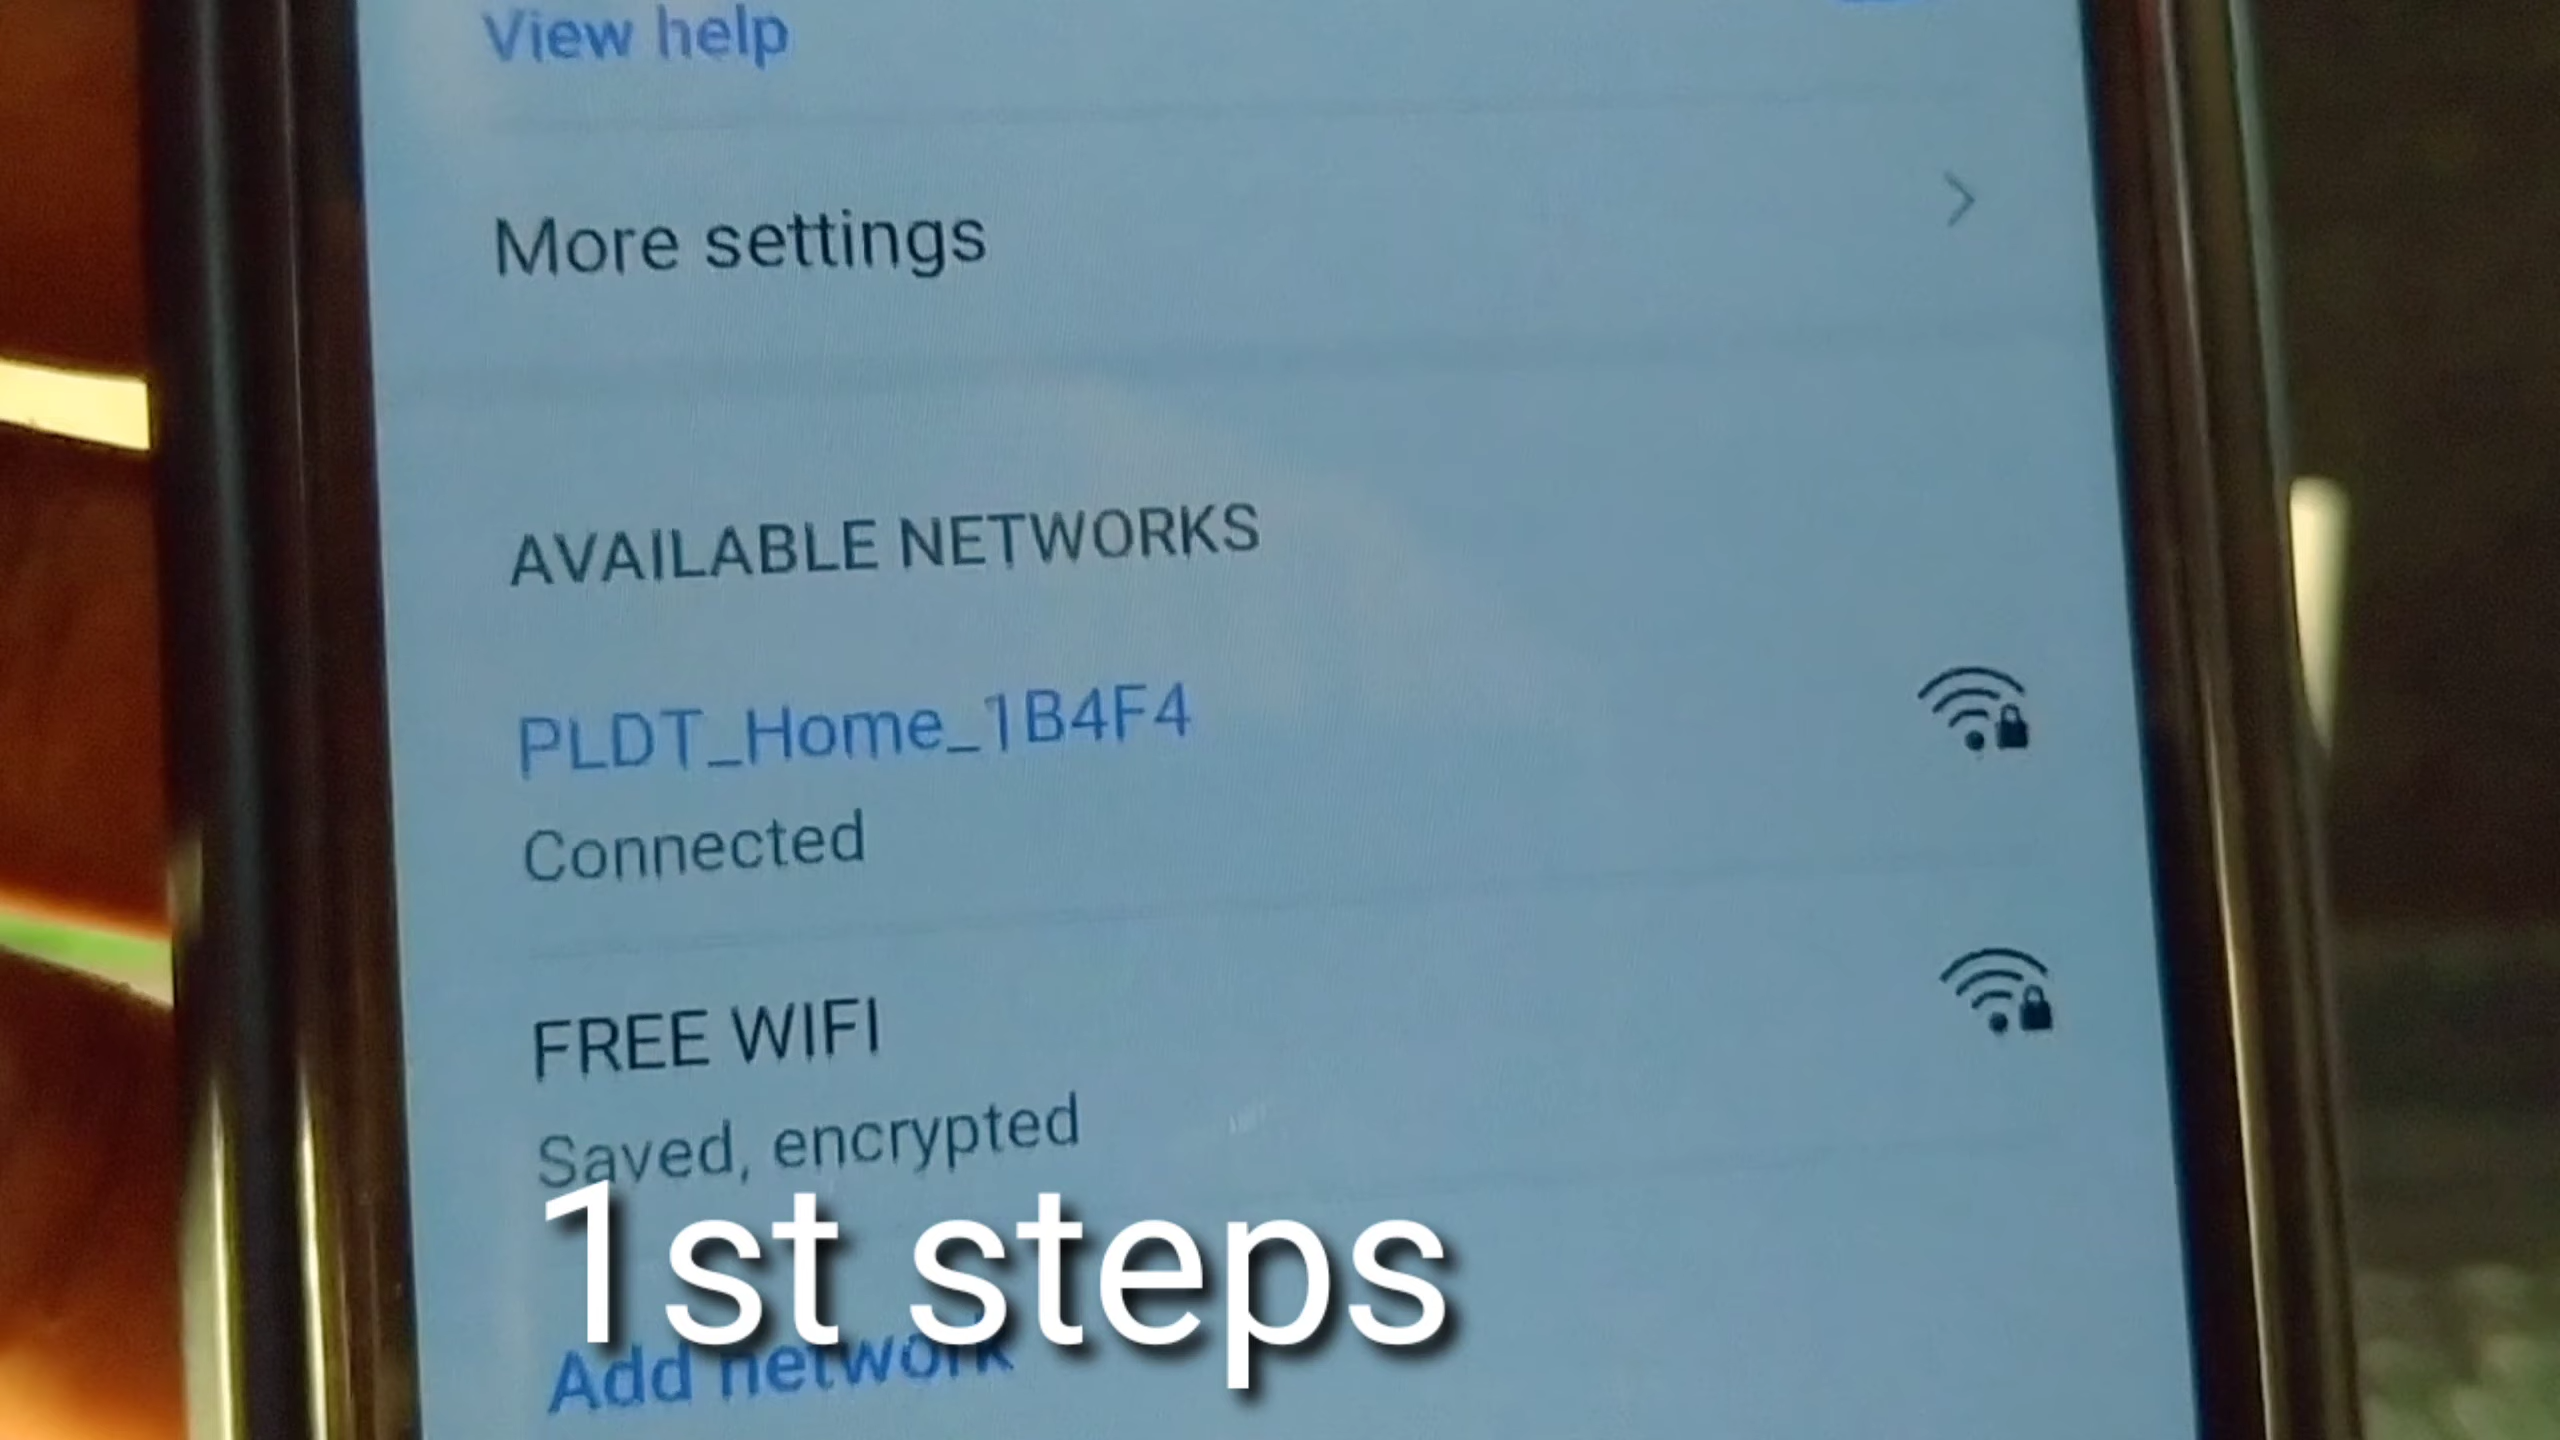 View help
More settings
AVAILABLE NETWORKS
PLDT_Home_1B4F4
Connected
FREE WIFI
Saved, encrypted
1st steps
Add network